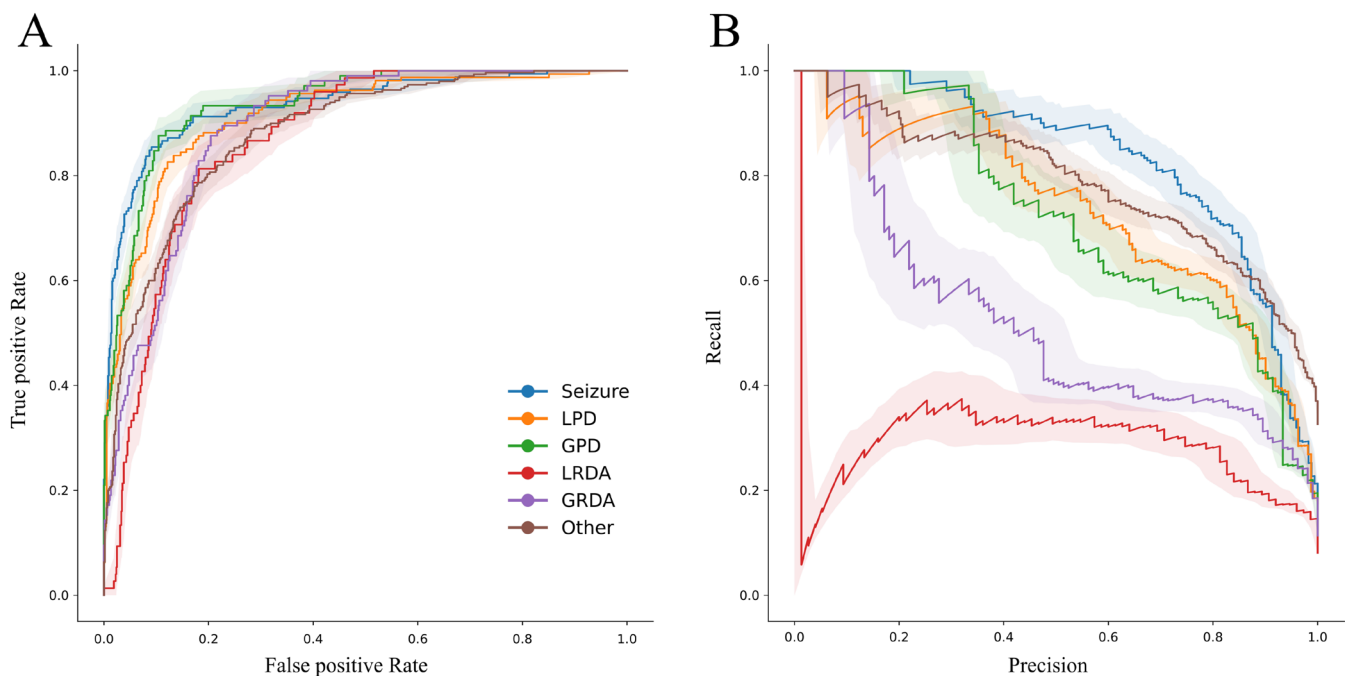 A
1.0
0.8
0.6
0.4
0.2
0.0
True positive Rate
0.0 0.2 0.4 0.6 0.8 1.0
False positive Rate
Seizure
LPD
GPD
LRDA
GRDA
Other
B
1.0
0.8
0.6
0.4
0.2
0.0
Recall
0.0 0.2 0.4 0.6 0.8 1.0
Precision